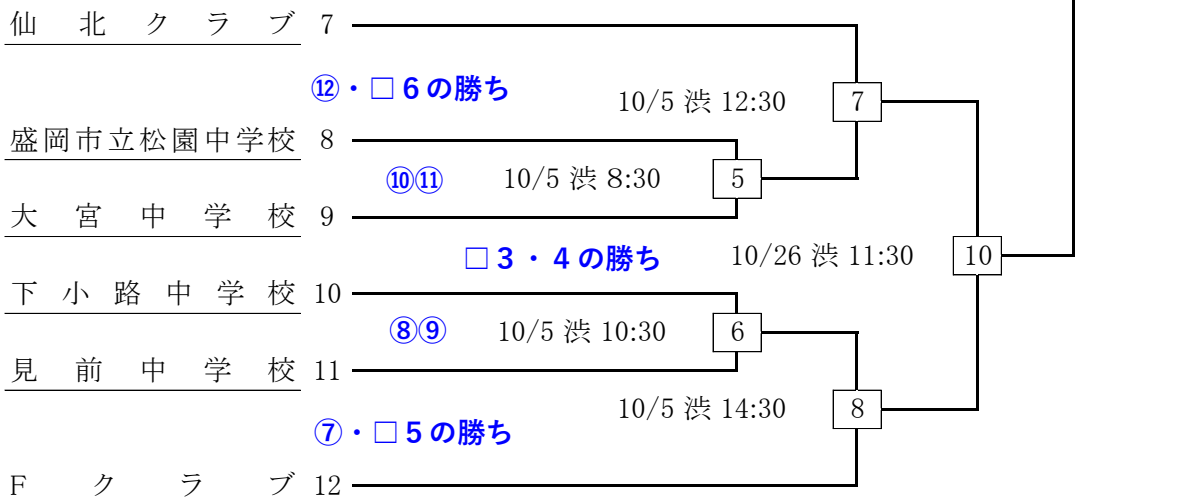 仙北クラブ 7
⑫・□６の勝ち
10/5 渋 12:30
7
盛岡市立松園中学校 8
⑩⑪
10/5 渋 8:30
5
大宮中学校 9
□３・４の勝ち
10/26 渋 11:30
10
下小路中学校 10
⑧⑨
10/5 渋 10:30
6
見前中学校 11
10/5 渋 14:30
8
⑦・□５の勝ち
Fクラブ 12